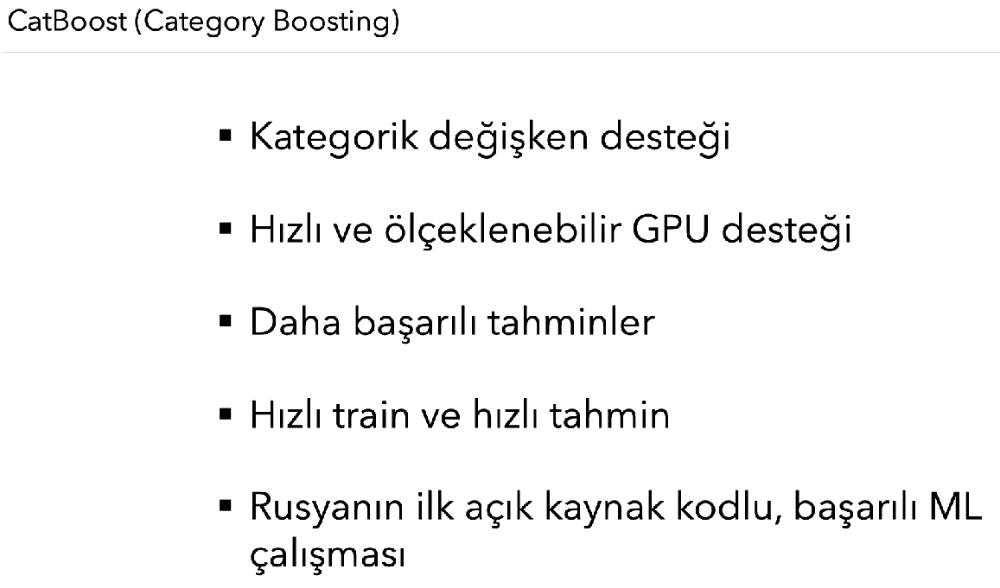 CatBoost (Category Boosting)
▪ Kategorik değişken desteği
▪ Hızlı ve ölçeklenebilir GPU desteği
▪ Daha başarılı tahminler
▪ Hızlı train ve hızlı tahmin
▪ Rusyanın ilk açık kaynak kodlu, başarılı ML
çalışması